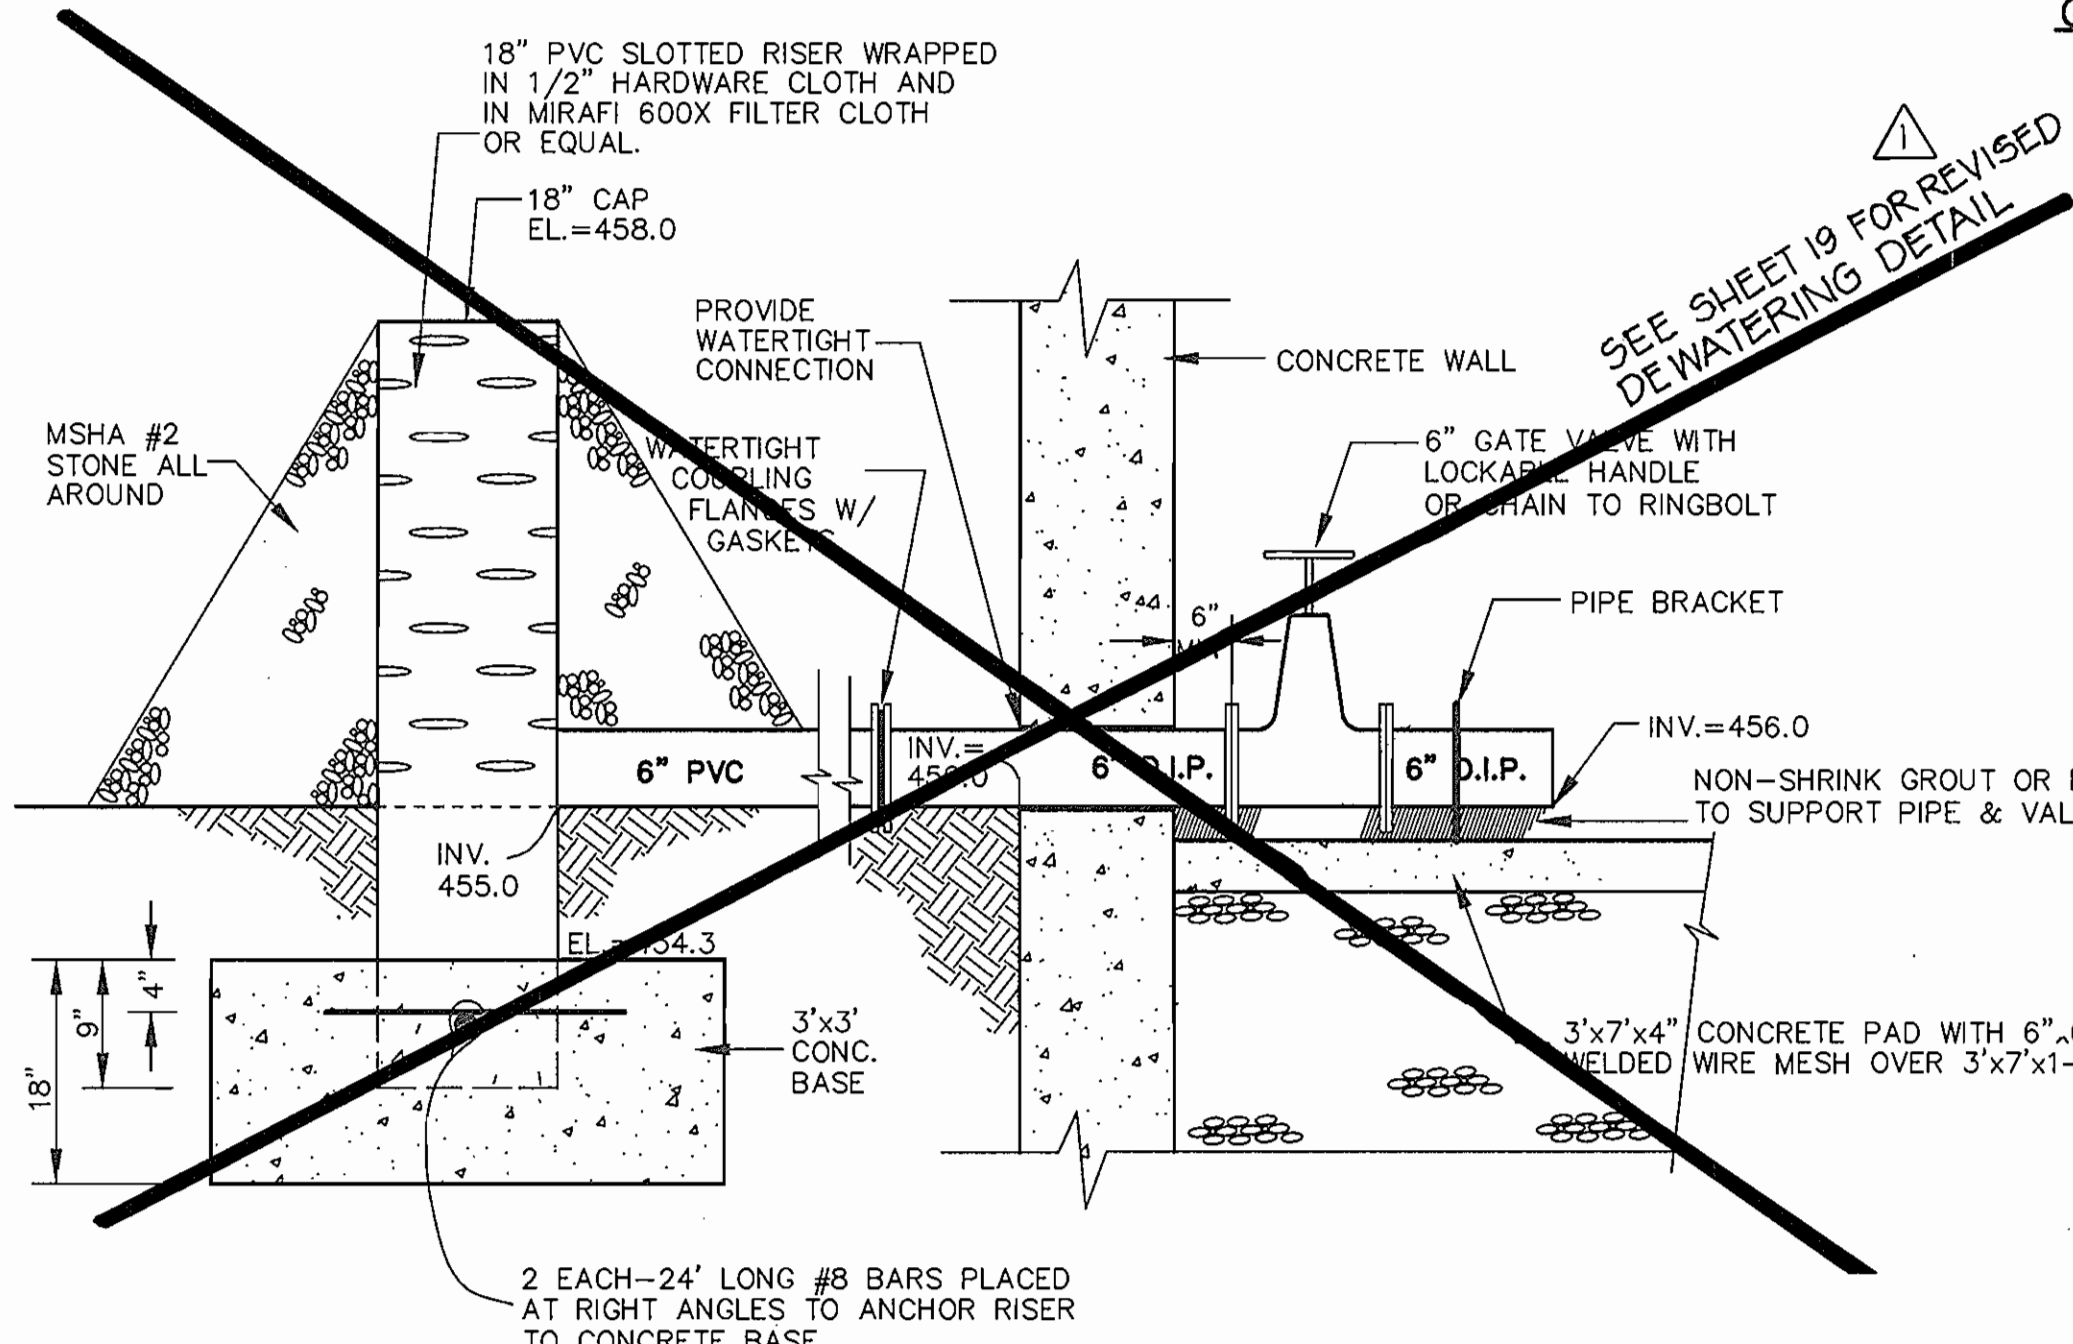 18" PVC SLOTTED RISER WRAPPED
IN 1/2" HARDWARE CLOTH AND
IN MIRAFI 600X FILTER CLOTH
OR EQUAL.
18" CAP
EL.=458.0
1
SEE SHEET 19 FOR REVISED
DEWATERING DETAIL
PROVIDE
WATERTIGHT
CONNECTION
CONCRETE WALL
MSHA #2
STONE ALL
AROUND
WATERTIGHT
COUPLING
FLANGES W/
GASKETS
6" GATE VALVE WITH
LOCKABLE HANDLE
OR CHAIN TO RINGBOLT
PIPE BRACKET
6"
INV.=456.0
6" PVC
INV.=
6" D.I.P.
6" D.I.P.
NON-SHRINK GROUT OR
TO SUPPORT PIPE & VAL
INV.
455.0
EL.= 454.3
4"
9"
18"
3'x3'
CONC.
BASE
3'x7'x4" CONCRETE PAD WITH 6"x
WELDED WIRE MESH OVER 3'x7'x1-
2 EACH-24' LONG #8 BARS PLACED
AT RIGHT ANGLES TO ANCHOR RISER
TO CONCRETE BASE